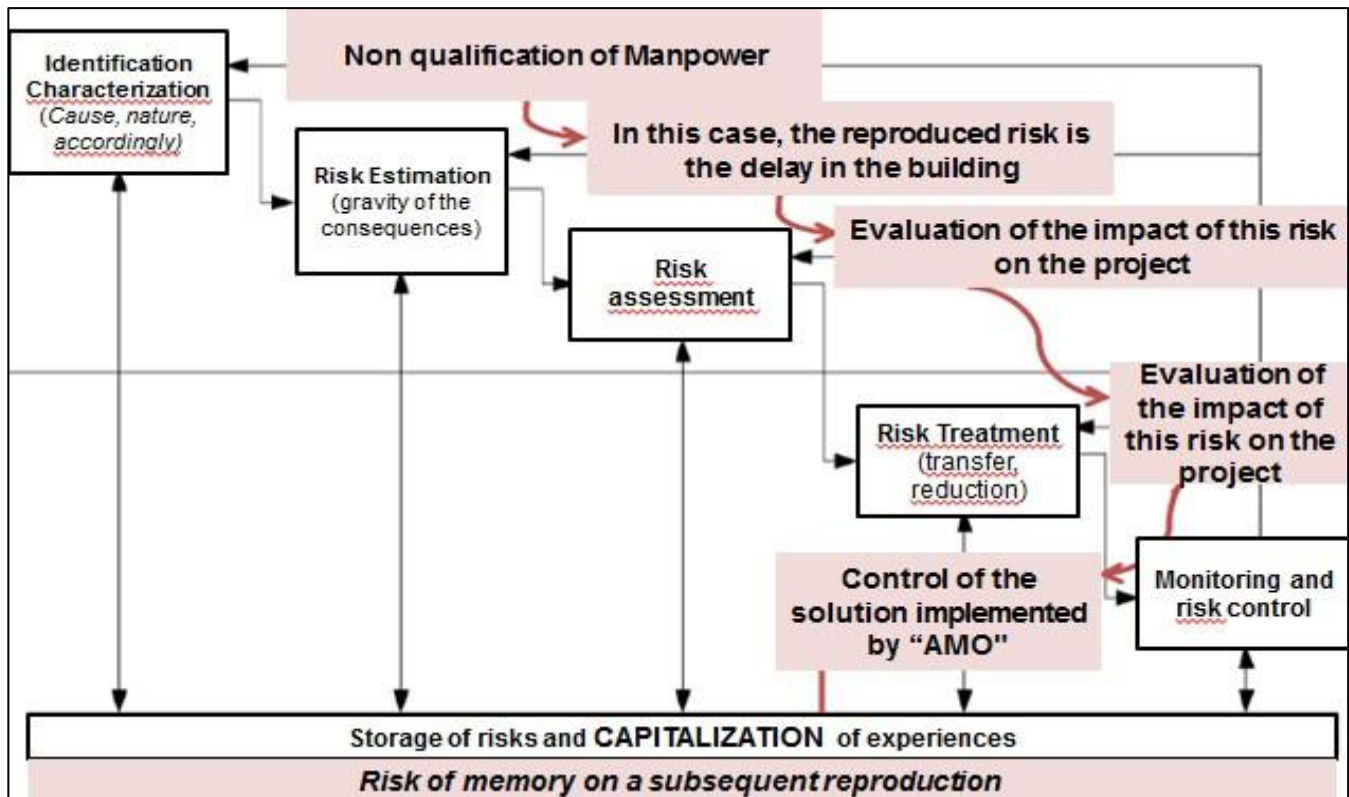 Identification
Characterization
(Cause, nature,
accordingly)
Non qualification of Manpower
Risk Estimation
(gravity of the
consequences)
In this case, the reproduced risk is
the delay in the building
Risk
assessment
Evaluation of the impact of this risk
on the project
Risk Treatment
(transfer,
reduction)
Evaluation of
the impact of
this risk on the
project
Monitoring and
risk control
Control of the
solution implemented
by “AMO"
Storage of risks and CAPITALIZATION of experiences
Risk of memory on a subsequent reproduction